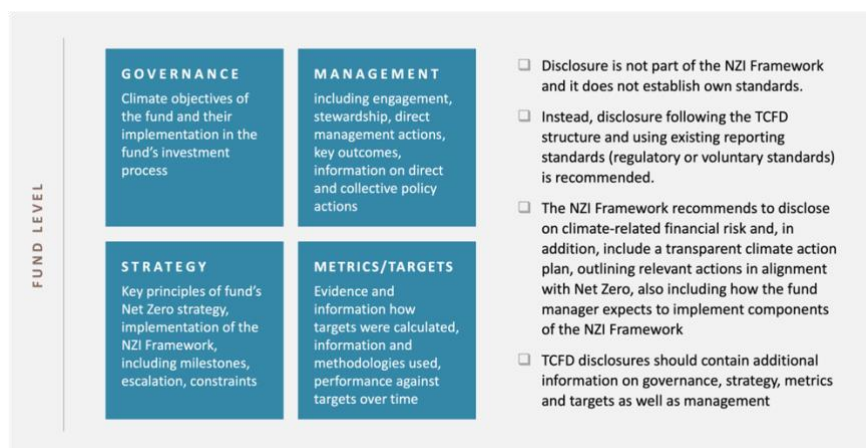 FUND LEVEL
GOVERNANCE
Climate objectives of
the fund and their
implementation in the
fund's investment
process
MANAGEMENT
including engagement,
stewardship, direct
management actions,
key outcomes,
information on direct
and collective policy
actions
STRATEGY
Key principles of fund's
Net Zero strategy,
implementation of the
NZI Framework,
including milestones,
escalation, constraints
METRICS/TARGETS
Evidence and
information how
targets were calculated,
information and
methodologies used,
performance against
targets over time
❑ Disclosure is not part of the NZI Framework
and it does not establish own standards.
❑ Instead, disclosure following the TCFD
structure and using existing reporting
standards (regulatory or voluntary standards)
is recommended.
❑ The NZI Framework recommends to disclose
on climate-related financial risk and, in
addition, include a transparent climate action
plan, outlining relevant actions in alignment
with Net Zero, also including how the fund
manager expects to implement components
of the NZI Framework
❑ TCFD disclosures should contain additional
information on governance, strategy, metrics
and targets as well as management